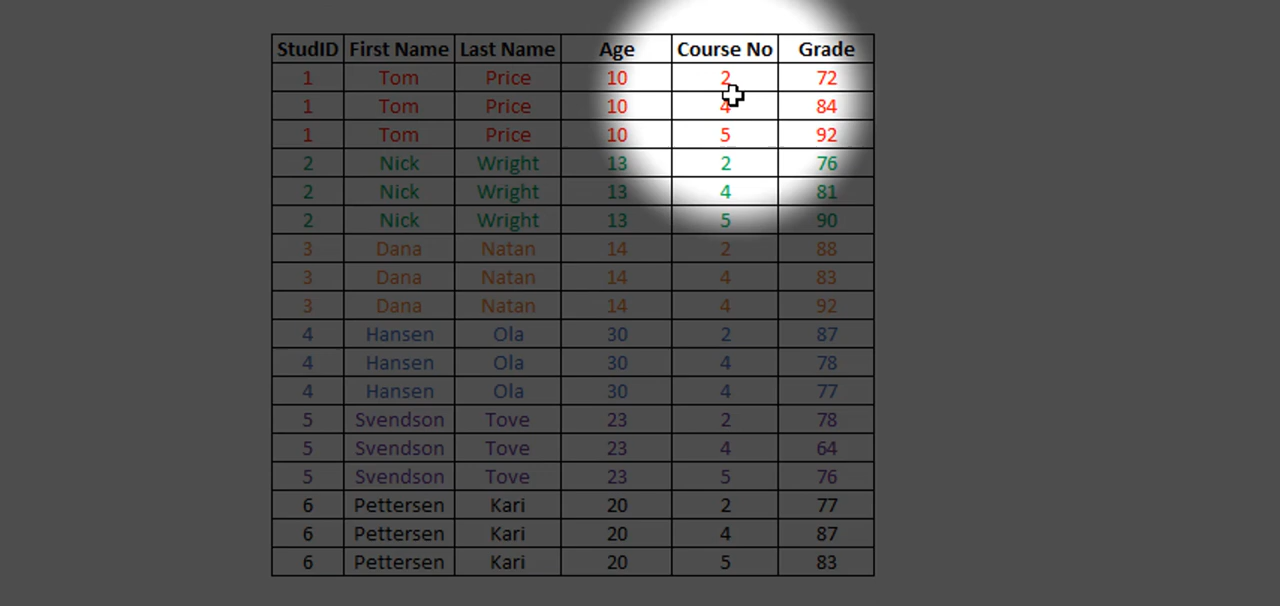 StudID First Name Last Name Age Course No Grade
1 Tom Price 10 2 72
1 Tom Price 10 4 84
1 Tom Price 10 5 92
2 Nick Wright 13 2 76
2 Nick Wright 13 4 81
2 Nick Wright 13 5 90
3 Dana Natan 14 2 88
3 Dana Natan 14 4 83
3 Dana Natan 14 4 92
4 Hansen Ola 30 2 87
4 Hansen Ola 30 4 78
4 Hansen Ola 30 4 77
5 Svendson Tove 23 2 78
5 Svendson Tove 23 4 64
5 Svendson Tove 23 5 76
6 Pettersen Kari 20 2 77
6 Pettersen Kari 20 4 87
6 Pettersen Kari 20 5 83